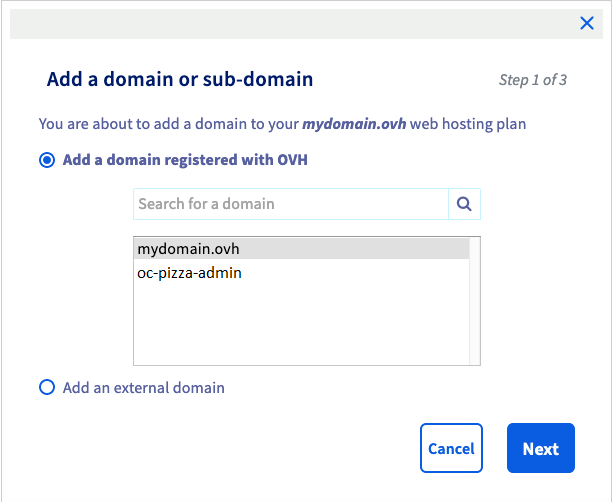 Add a domain or sub-domain
Step 1 of 3
You are about to add a domain to your mydomain.ovh web hosting plan
Add a domain registered with OVH
Search for a domain
mydomain.ovh
oc-pizza-admin
Add an external domain
Cancel
Next